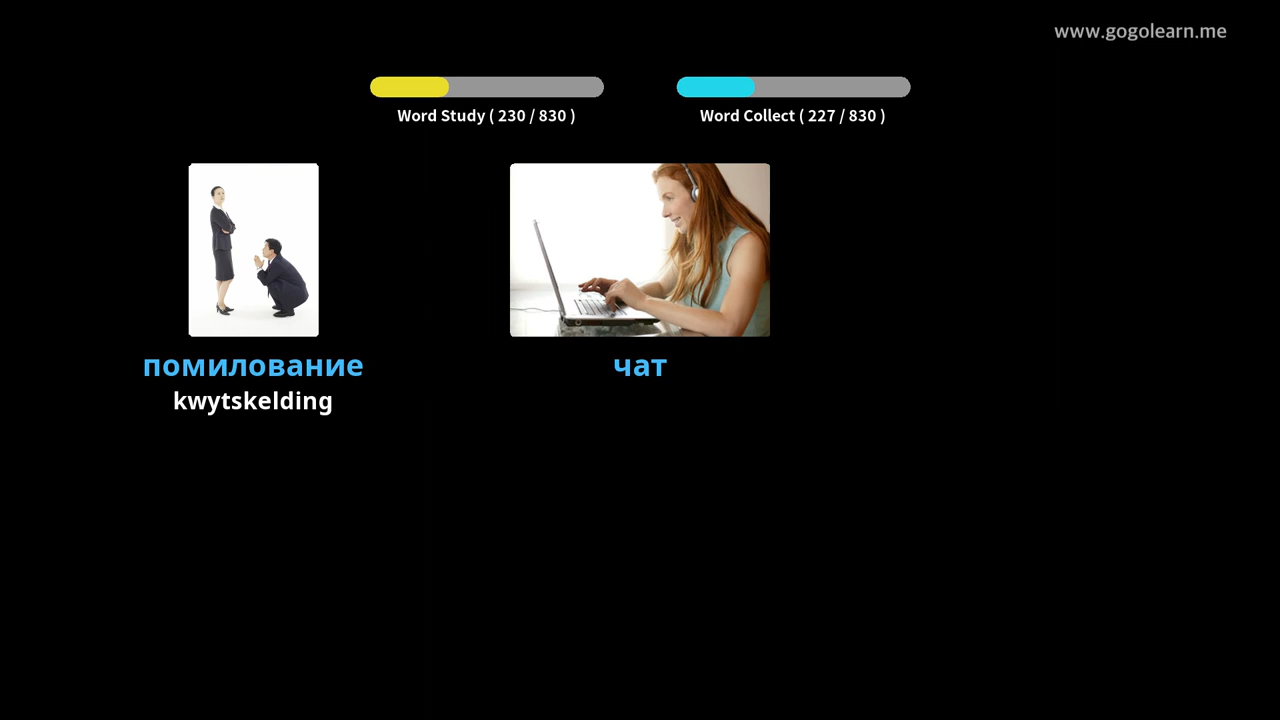 www.gogolearn.me
Word Study ( 230 / 830 )
Word Collect ( 227 / 830 )
помилование
kwytskelding
чат